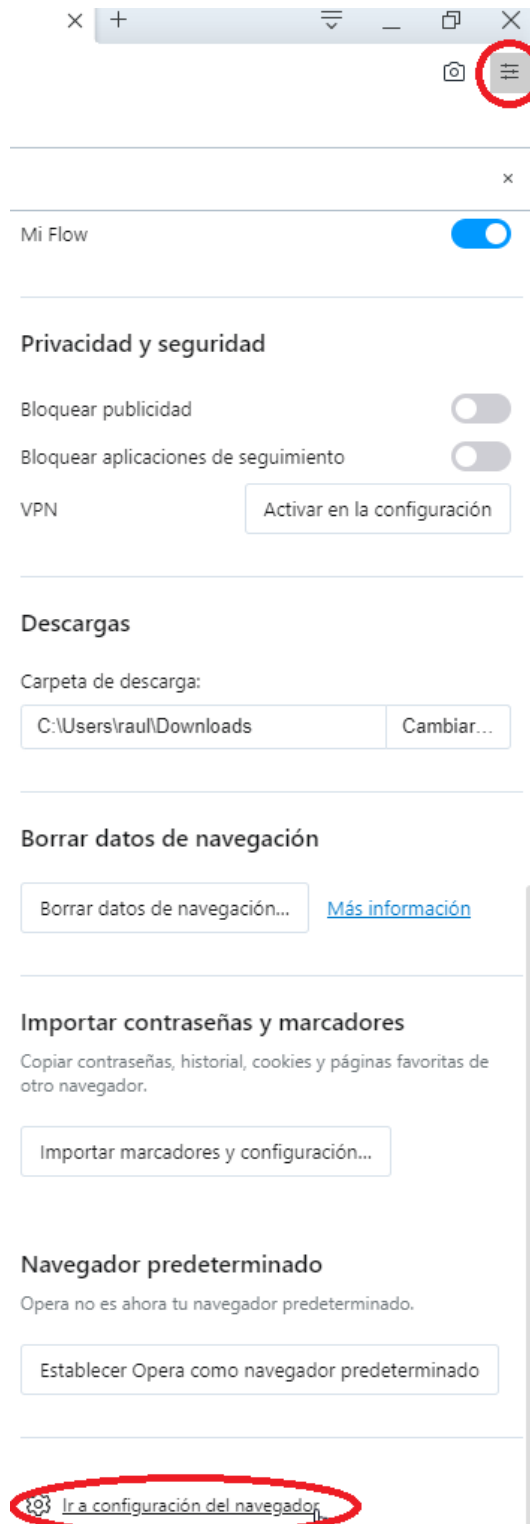 Mi Flow
Privacidad y seguridad
Bloquear publicidad
Bloquear aplicaciones de seguimiento
VPN
Activar en la configuración
Descargas
Carpeta de descarga:
C:\Users\raul\Downloads
Cambiar...
Borrar datos de navegación
Borrar datos de navegación...
Más información
Importar contraseñas y marcadores
Copiar contraseñas, historial, cookies y páginas favoritas de
otro navegador.
Importar marcadores y configuración...
Navegador predeterminado
Opera no es ahora tu navegador predeterminado.
Establecer Opera como navegador predeterminado
Ir a configuración del navegador